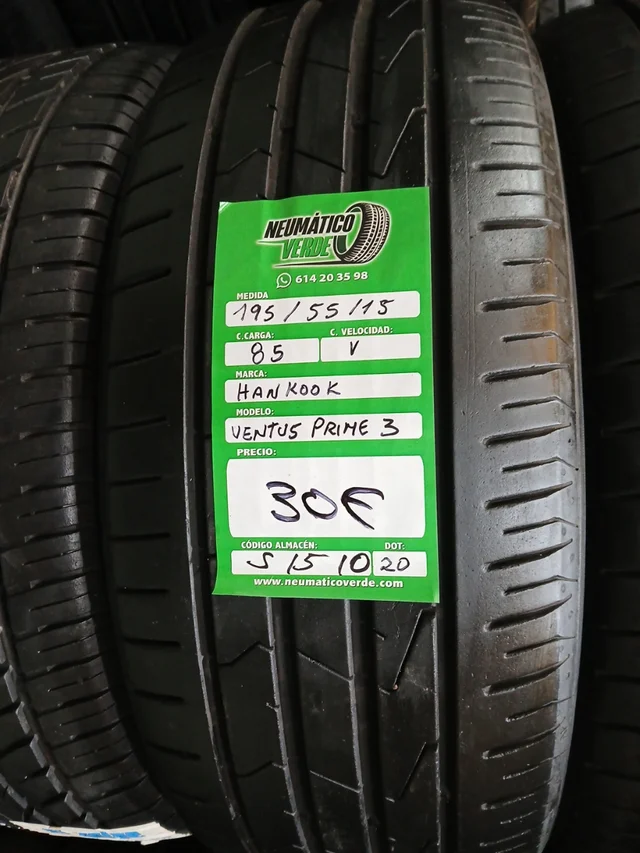 NEUMÁTICO
VERDE
614 20 35 98
MEDIDA
195/55/15
C.CARGA: C. VELOCIDAD:
85 V
MARCA:
HANKOOK
MODELO:
VENTUS PRIME 3
PRECIO:
30€
CÓDIGO ALMACÉN: DOT:
S 15 10 20
www.neumaticoverde.com